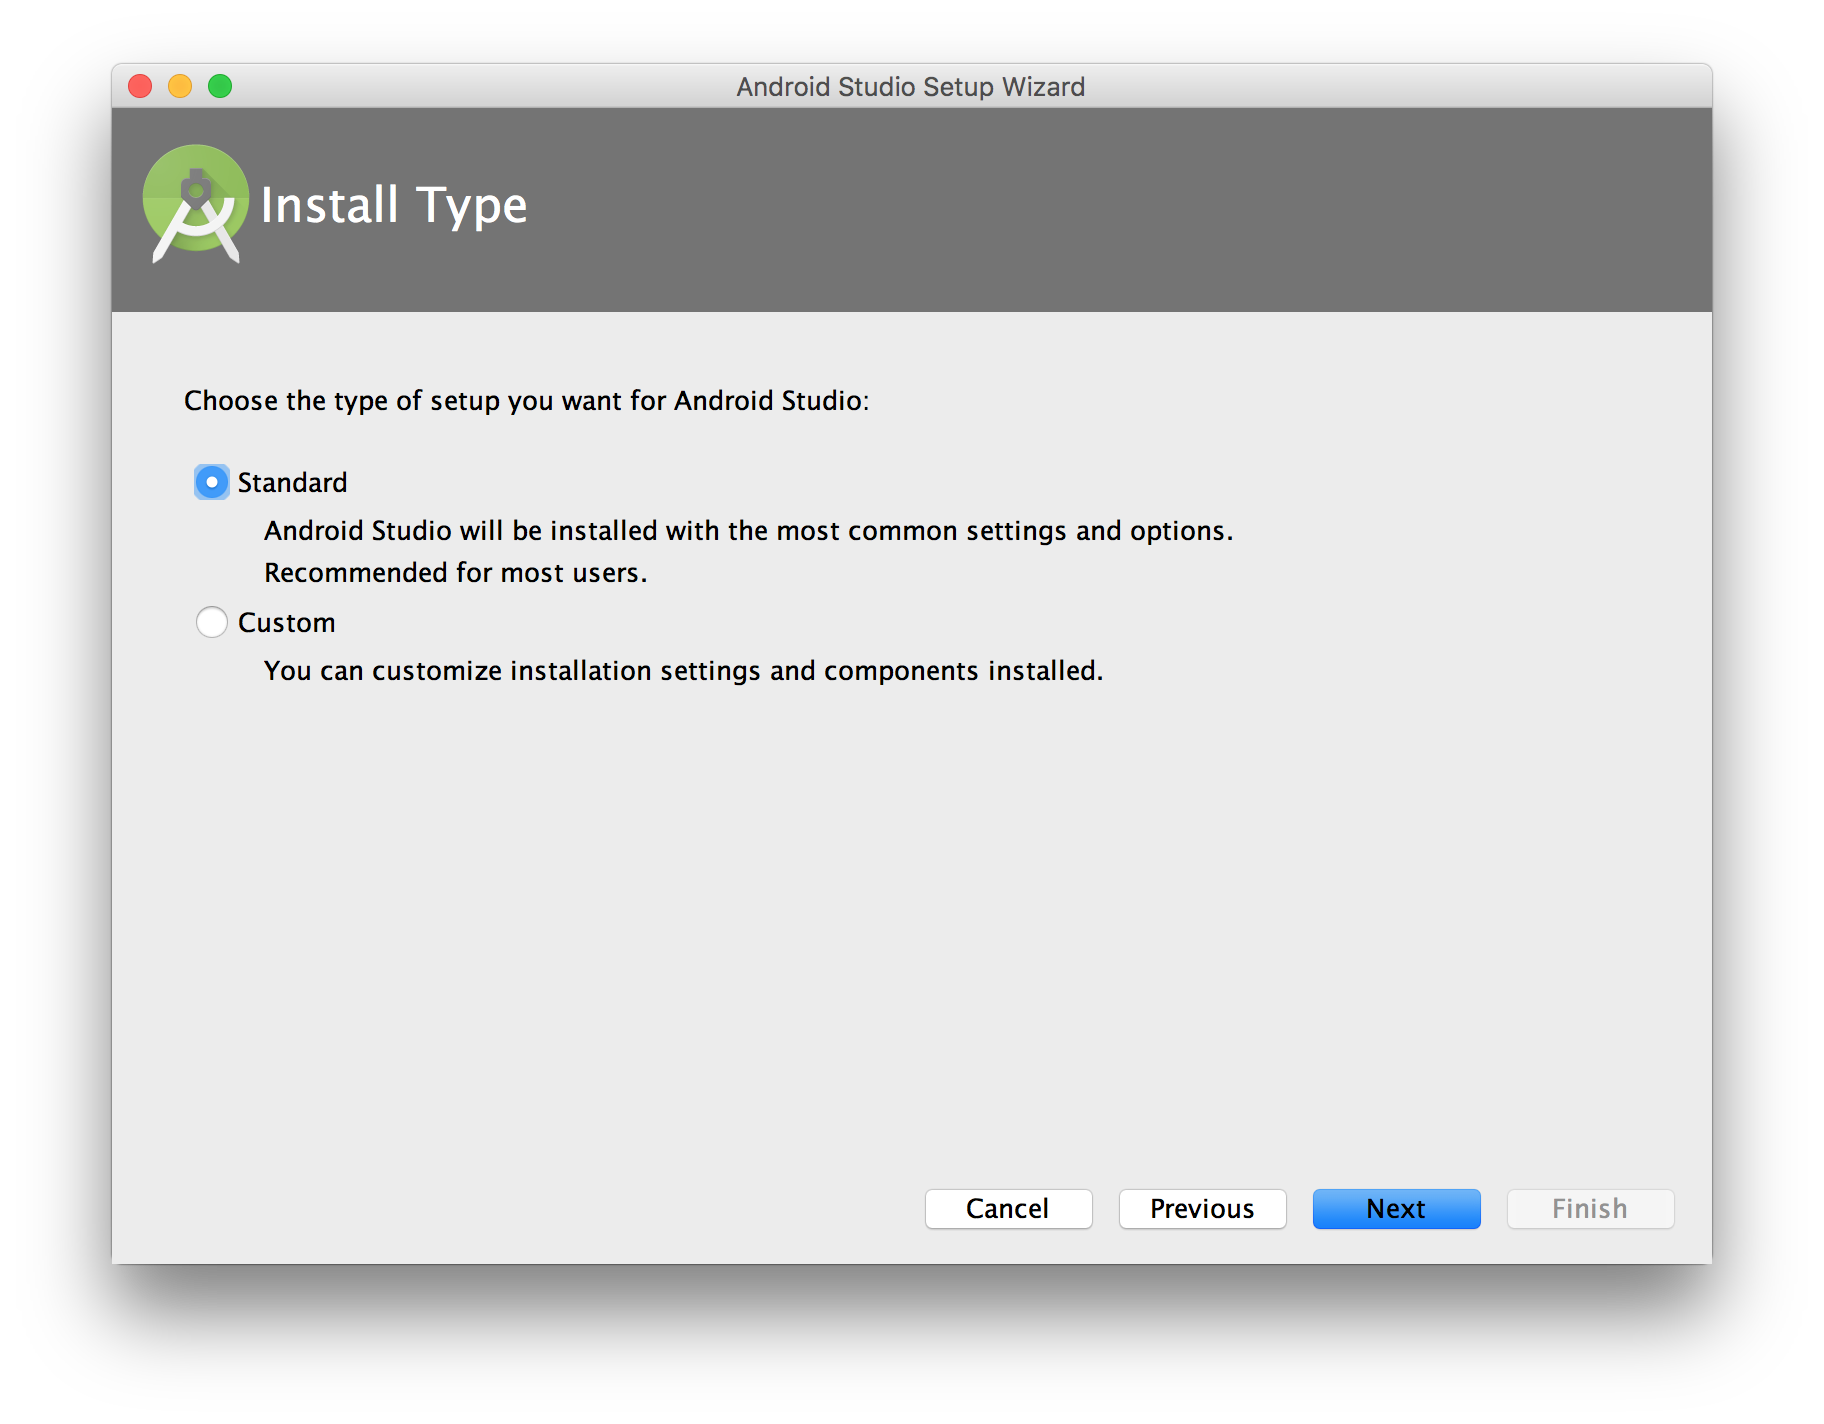 Android Studio Setup Wizard
Install Type
Choose the type of setup you want for Android Studio:
Standard
Android Studio will be installed with the most common settings and options.
Recommended for most users.
Custom
You can customize installation settings and components installed.
Cancel
Previous
Next
Finish